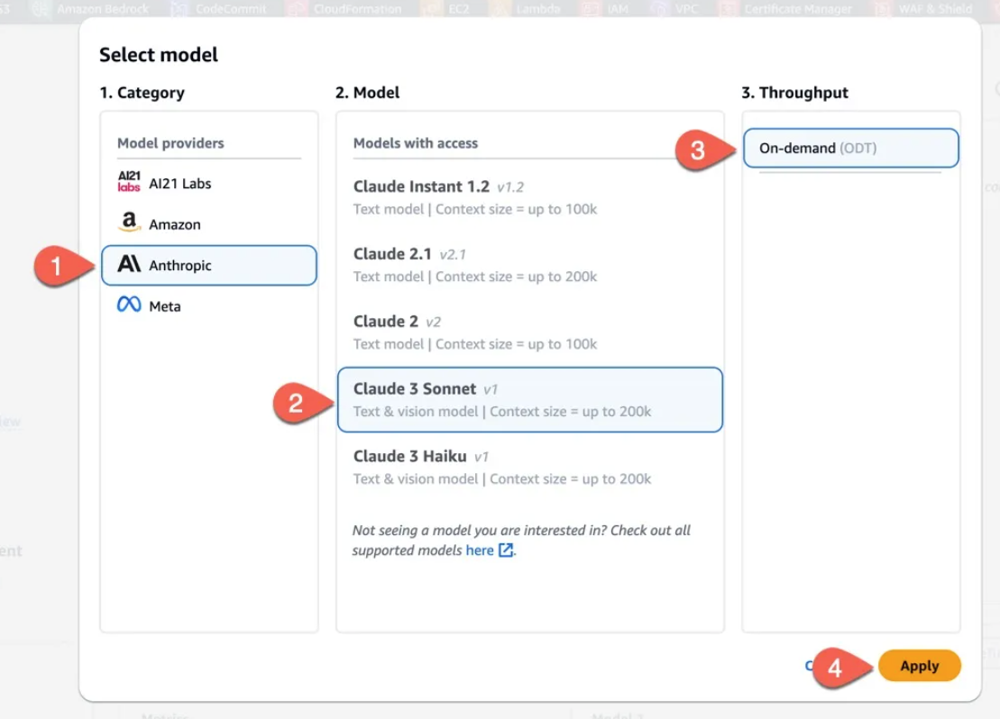 Amazon Bedrock CodeCommit CloudFormation EC2 Lambda IAM VPC Certificate Manager WAF & Shield
Select model
1. Category
2. Model
3. Throughput
Model providers
AI21 labs AI21 Labs
Amazon
Anthropic
Meta
1
Models with access
Claude Instant 1.2 v1.2
Text model | Context size = up to 100k
Claude 2.1 v2.1
Text model | Context size = up to 200k
Claude 2 v2
Text model | Context size = up to 100k
2
Claude 3 Sonnet v1
Text & vision model | Context size = up to 200k
Claude 3 Haiku v1
Text & vision model | Context size = up to 200k
Not seeing a model you are interested in? Check out all
supported models here.
3
On-demand (ODT)
4
Apply